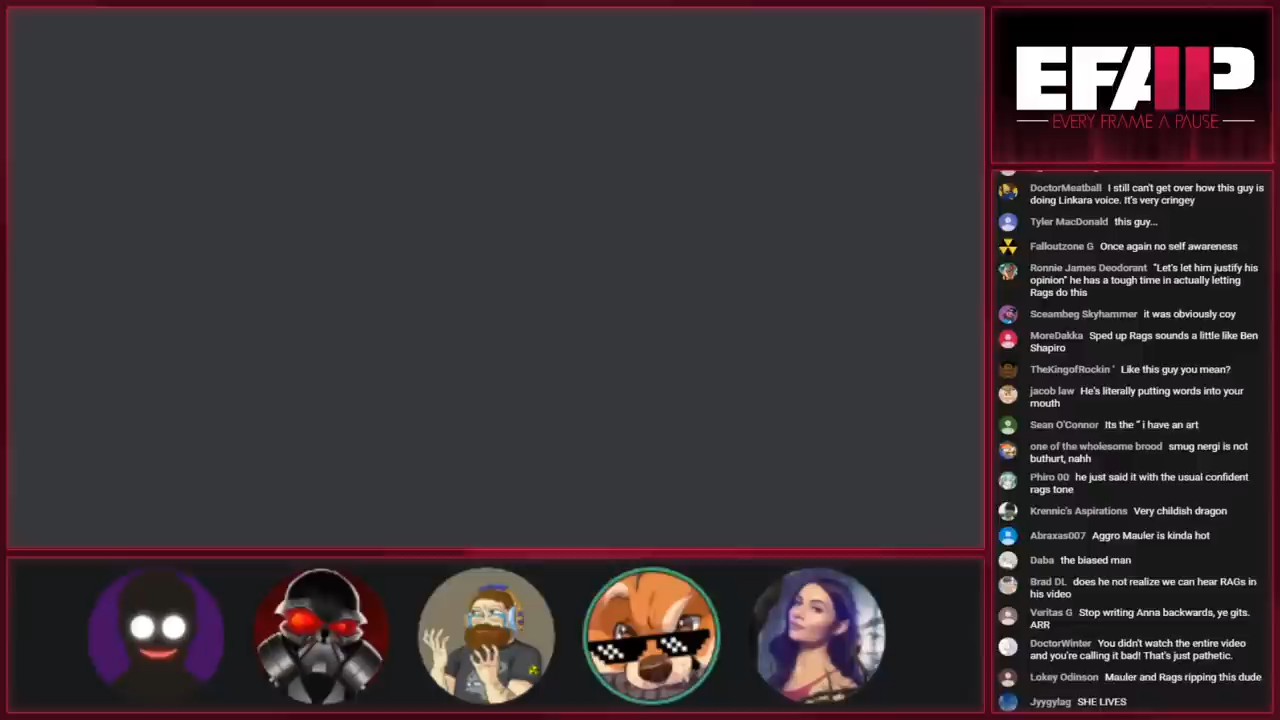 EFAP
EVERY FRAME A PAUSE
DoctorMeatball I still can't get over how this guy is
doing Linkara voice. It's very cringey
Tyler MacDonald this guy...
Falloutzone G Once again no self awareness
Ronnie James Deodorant "Let's let him justify his
opinion" he has a tough time in actually letting
Rags do this
Sceambeg Skyhammer it was obviously coy
MoreDakka Sped up Rags sounds a little like Ben
Shapiro
TheKingofRockin ' Like this guy you mean?
jacob law He's literally putting words into your
mouth
Sean O'Connor Its the " i have an art
one of the wholesome brood smug nergi is not
buthurt, nahh
Phiro 00 he just said it with the usual confident
rags tone
Krennic's Aspirations Very childish dragon
Abraxas007 Aggro Mauler is kinda hot
Daba the biased man
Brad DL does he not realize we can hear RAGs in
his video
Veritas G Stop writing Anna backwards, ye gits.
ARR
DoctorWinter You didn't watch the entire video
and you're calling it bad! That's just pathetic.
Lokey Odinson Mauler and Rags ripping this dude
Jyygylag SHE LIVES